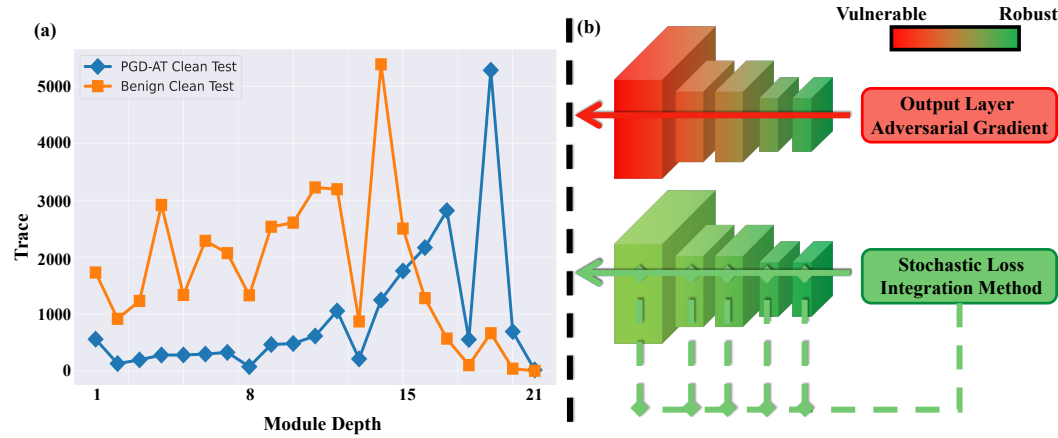 (a)
PGD-AT Clean Test
Benign Clean Test
5000
4000
3000
2000
1000
0
Trace
1
8
15
21
Module Depth
(b)
Vulnerable
Robust
Output Layer
Adversarial Gradient
Stochastic Loss
Integration Method